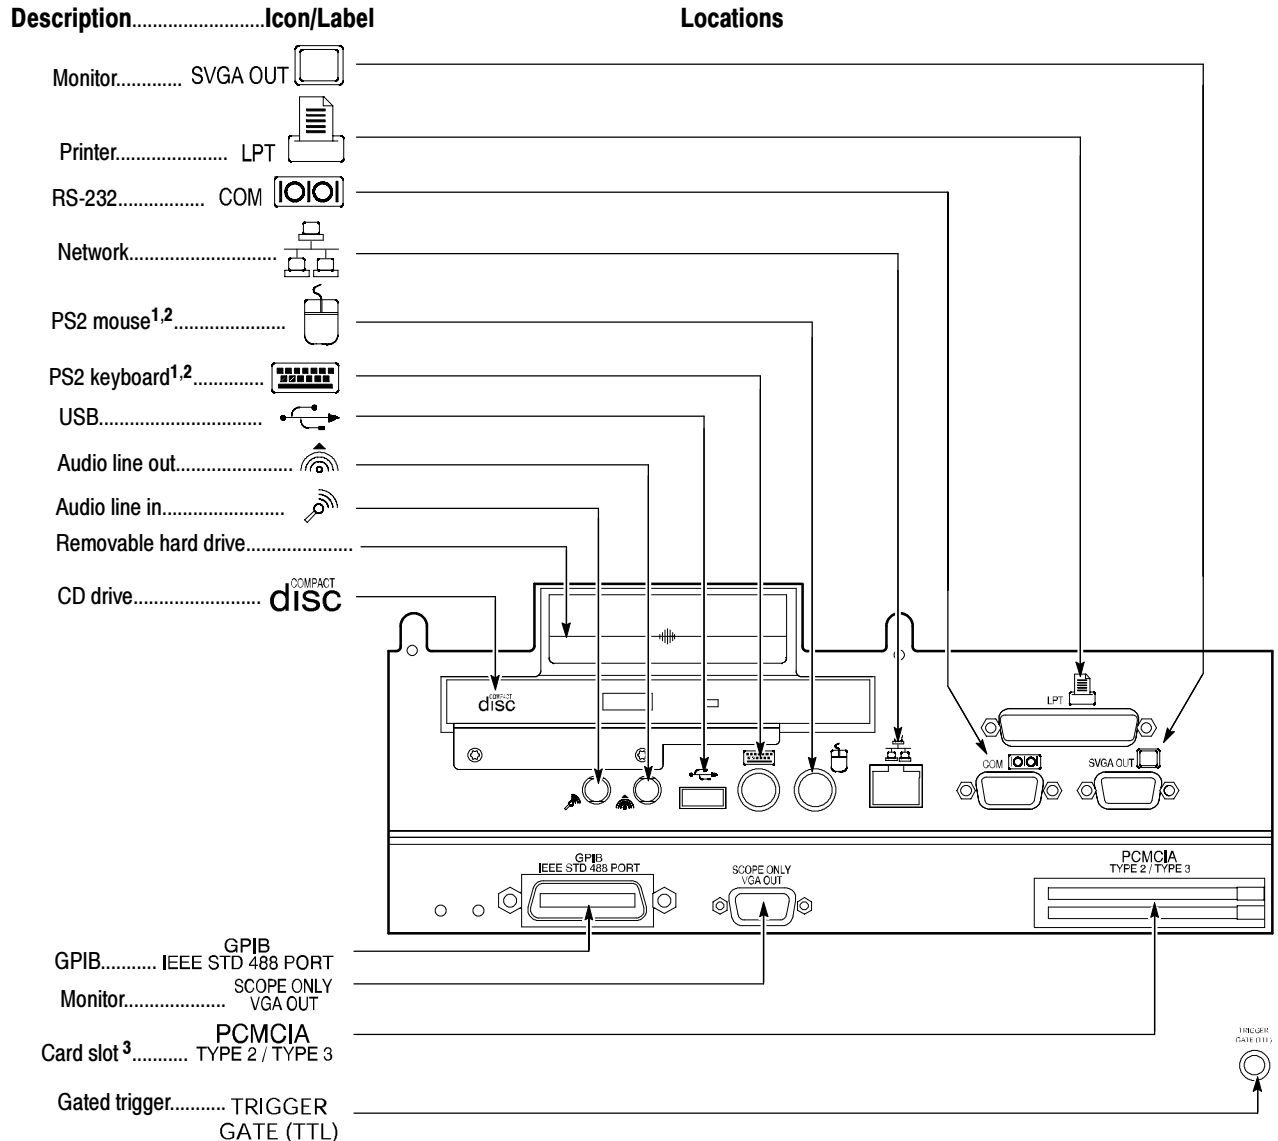 Description..........................Icon/Label
Locations
Monitor............. SVGA OUT
Printer...................... LPT
RS-232................. COM |O|O|
Network.............................
PS2 mouse1,2......................
PS2 keyboard1,2..............
USB................................
Audio line out.......................
Audio line in........................
Removable hard drive.....................
CD drive......................... COMPACT disc
COMPACT
disc
LPT
COM |O|O|
SVGA OUT
GPIB
IEEE STD 488 PORT
SCOPE ONLY
VGA OUT
PCMCIA
TYPE 2 / TYPE 3
GPIB........... GPIB
IEEE STD 488 PORT
Monitor.................... SCOPE ONLY
VGA OUT
Card slot 3........... PCMCIA
TYPE 2 / TYPE 3
TRIGGER
GATE (TTL)
Gated trigger........... TRIGGER
GATE (TTL)